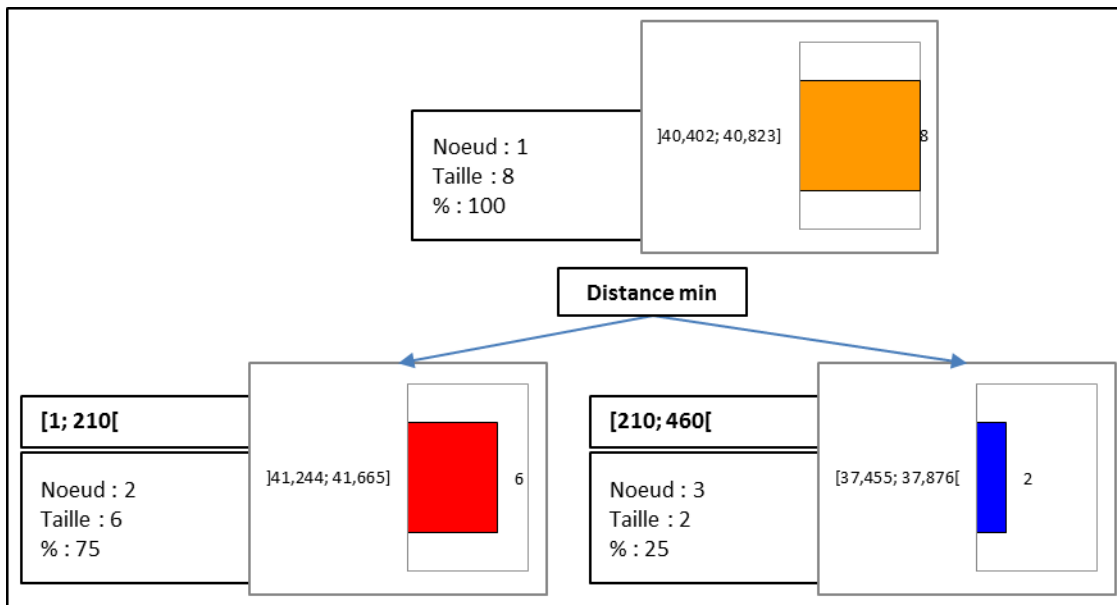 Noeud : 1
Taille : 8
% : 100
]40,402; 40,823]
8
Distance min
[1; 210[
Noeud : 2
Taille : 6
% : 75
]41,244; 41,665]
6
[210; 460[
Noeud : 3
Taille : 2
% : 25
[37,455; 37,876[
2